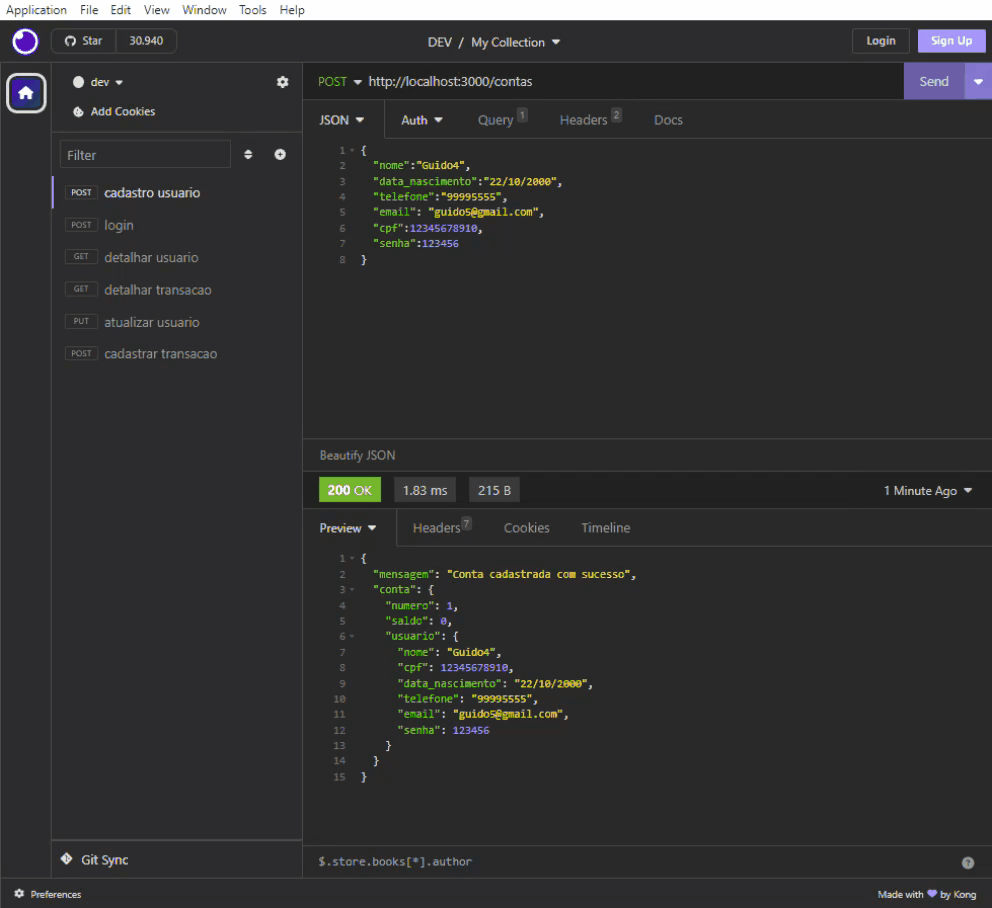 Application File Edit View Window Tools Help
Star 30.940 DEV / My Collection Login Sign Up
dev
Add Cookies
Filter
POST cadastro usuario
POST login
GET detalhar usuario
GET detalhar transacao
PUT atualizar usuario
POST cadastrar transacao
Git Sync
POST http://localhost:3000/contas Send
JSON Auth Query 1 Headers 2 Docs
1 {
2 "nome":"Guido4",
3 "data_nascimento":"22/10/2000",
4 "telefone":"99995555",
5 "email": "guido5@gmail.com",
6 "cpf":12345678910,
7 "senha":123456
8 }
Beautify JSON
200 OK 1.83 ms 215 B 1 Minute Ago
Preview Headers 7 Cookies Timeline
1 {
2 "mensagem": "Conta cadastrada com sucesso",
3 "conta": {
4 "numero": 1,
5 "saldo": 0,
6 "usuario": {
7 "nome": "Guido4",
8 "cpf": 12345678910,
9 "data_nascimento": "22/10/2000",
10 "telefone": "99995555",
11 "email": "guido5@gmail.com",
12 "senha": 123456
13 }
14 }
15 }
$.store.books[*].author ?
Preferences Made with by Kong